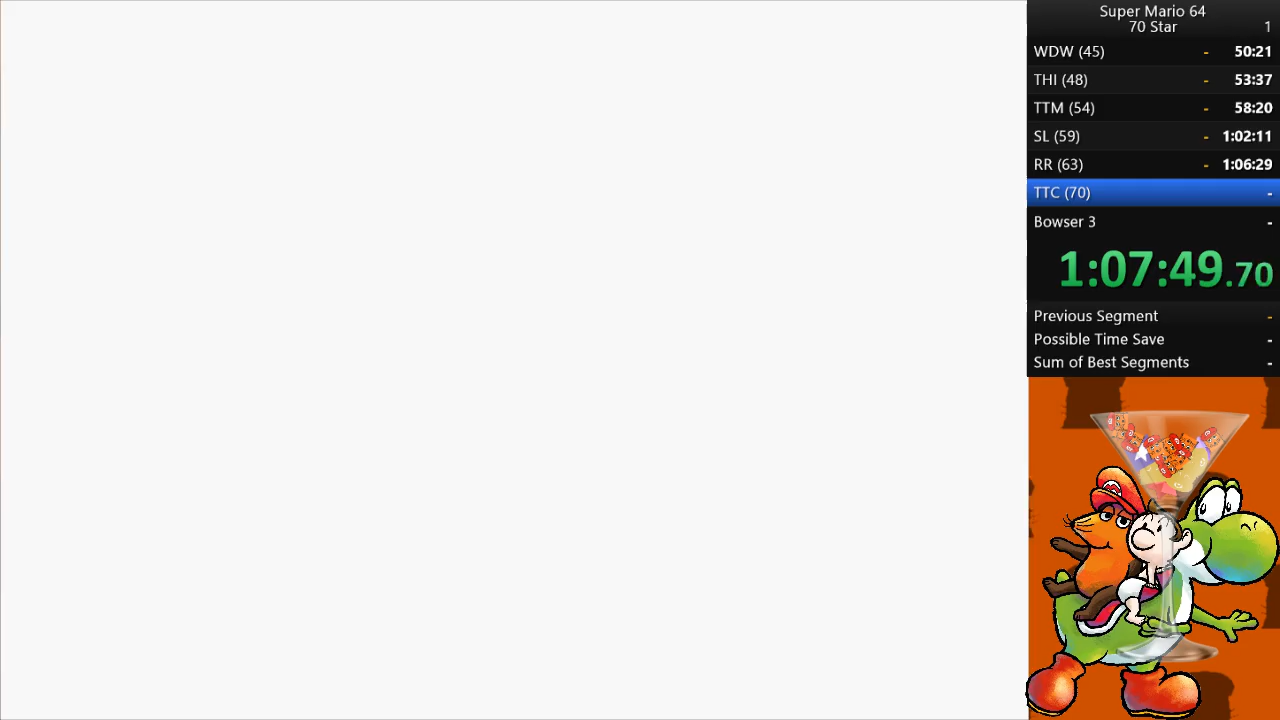 Super Mario 64
70 Star 1
WDW (45) - 50:21
THI (48) - 53:37
TTM (54) - 58:20
SL (59) - 1:02:11
RR (63) - 1:06:29
TTC (70) -
Bowser 3 -
1:07:49.70
Previous Segment -
Possible Time Save -
Sum of Best Segments -